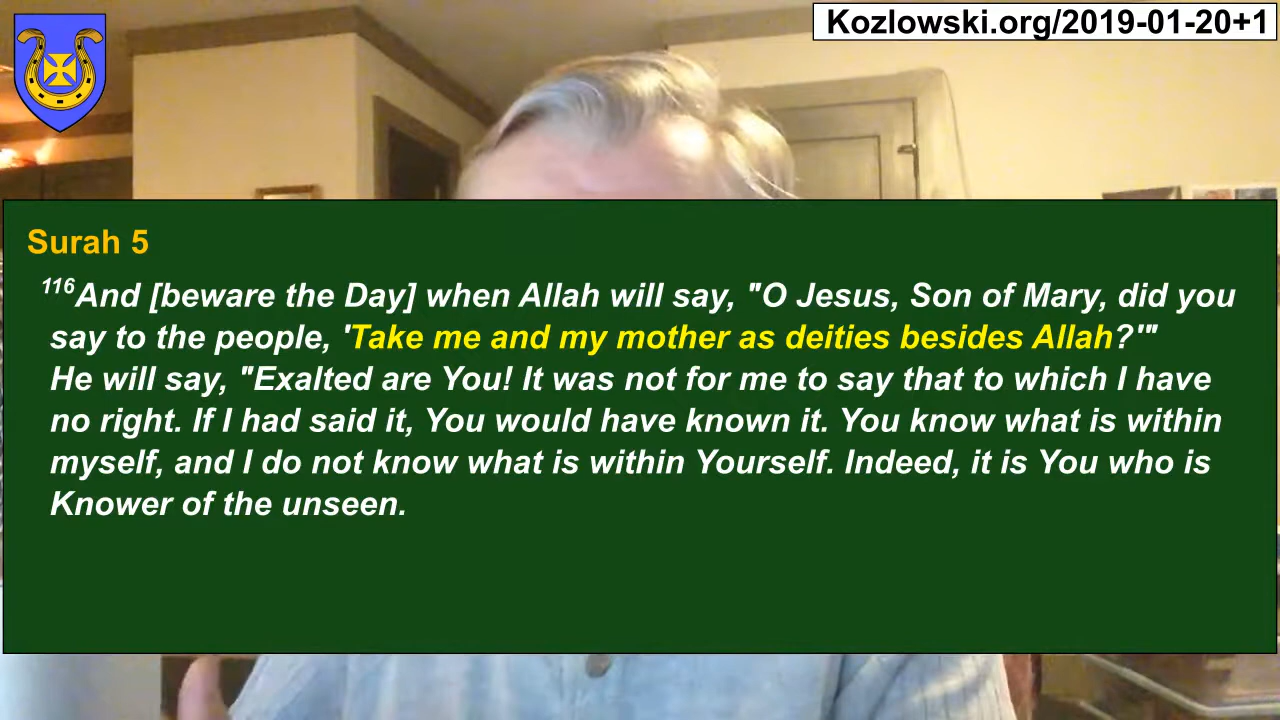 Kozlowski.org/2019-01-20+1
Surah 5
116And [beware the Day] when Allah will say, "O Jesus, Son of Mary, did you
say to the people, 'Take me and my mother as deities besides Allah?'"
He will say, "Exalted are You! It was not for me to say that to which I have
no right. If I had said it, You would have known it. You know what is within
myself, and I do not know what is within Yourself. Indeed, it is You who is
Knower of the unseen.